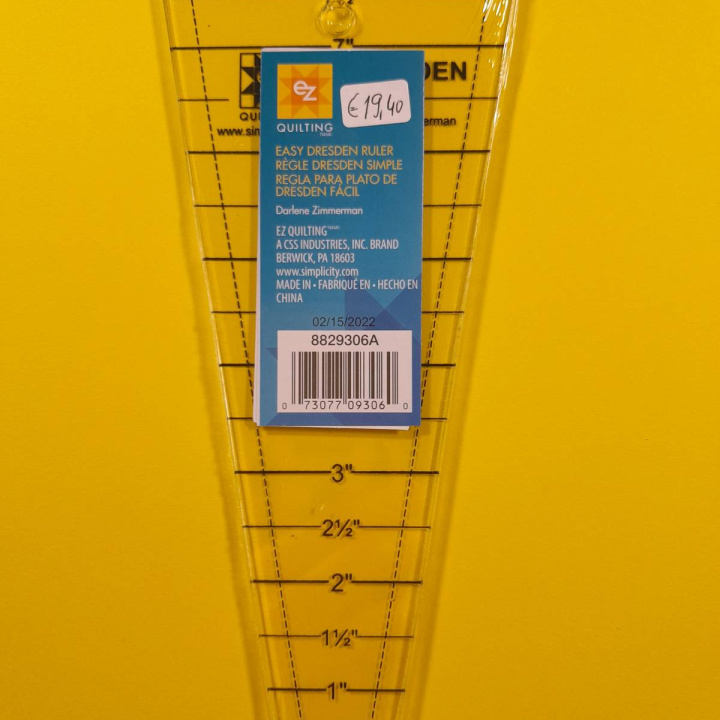 7"
DEN
QUI
www.sim
erman
ez
€19,40
QUILTING
EASY DRESDEN RULER
RÈGLE DRESDEN SIMPLE
REGLA PARA PLATO DE
DRESDEN FÁCIL
Darlene Zimmerman
EZ QUILTING
A CSS INDUSTRIES, INC. BRAND
BERWICK, PA 18603
www.simplicity.com
MADE IN • FABRIQUÉ EN • HECHO EN
CHINA
02/15/2022
8829306A
0 73077 09306 0
3"
2½"
2"
1½"
1"